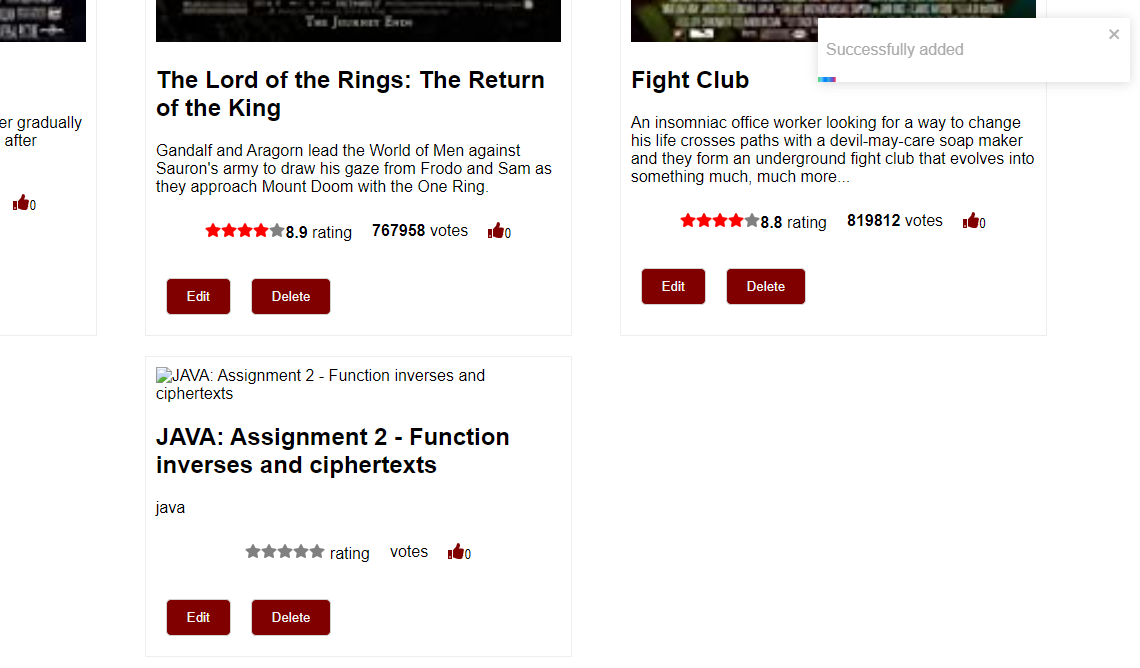 THE JOURNEY ENDS
Successfully added
er gradually
after
0
The Lord of the Rings: The Return
of the King
Gandalf and Aragorn lead the World of Men against
Sauron's army to draw his gaze from Frodo and Sam as
they approach Mount Doom with the One Ring.
8.9 rating 767958 votes 0
Edit Delete
Fight Club
An insomniac office worker looking for a way to change
his life crosses paths with a devil-may-care soap maker
and they form an underground fight club that evolves into
something much, much more...
8.8 rating 819812 votes 0
Edit Delete
JAVA: Assignment 2 - Function inverses and
ciphertexts
JAVA: Assignment 2 - Function
inverses and ciphertexts
java
rating votes 0
Edit Delete